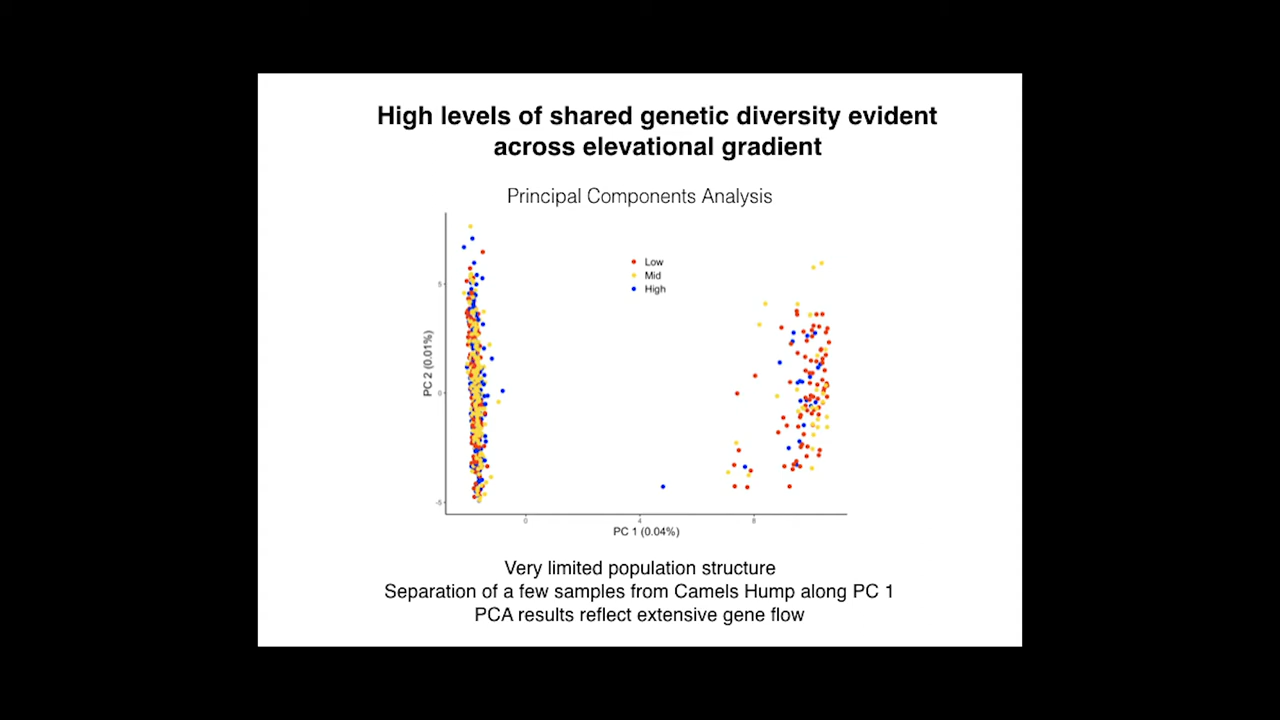 High levels of shared genetic diversity evident
across elevational gradient
Principal Components Analysis
Low
Mid
High
PC 2 (0.01%)
5
0
-5
0
4
8
PC 1 (0.04%)
Very limited population structure
Separation of a few samples from Camels Hump along PC 1
PCA results reflect extensive gene flow